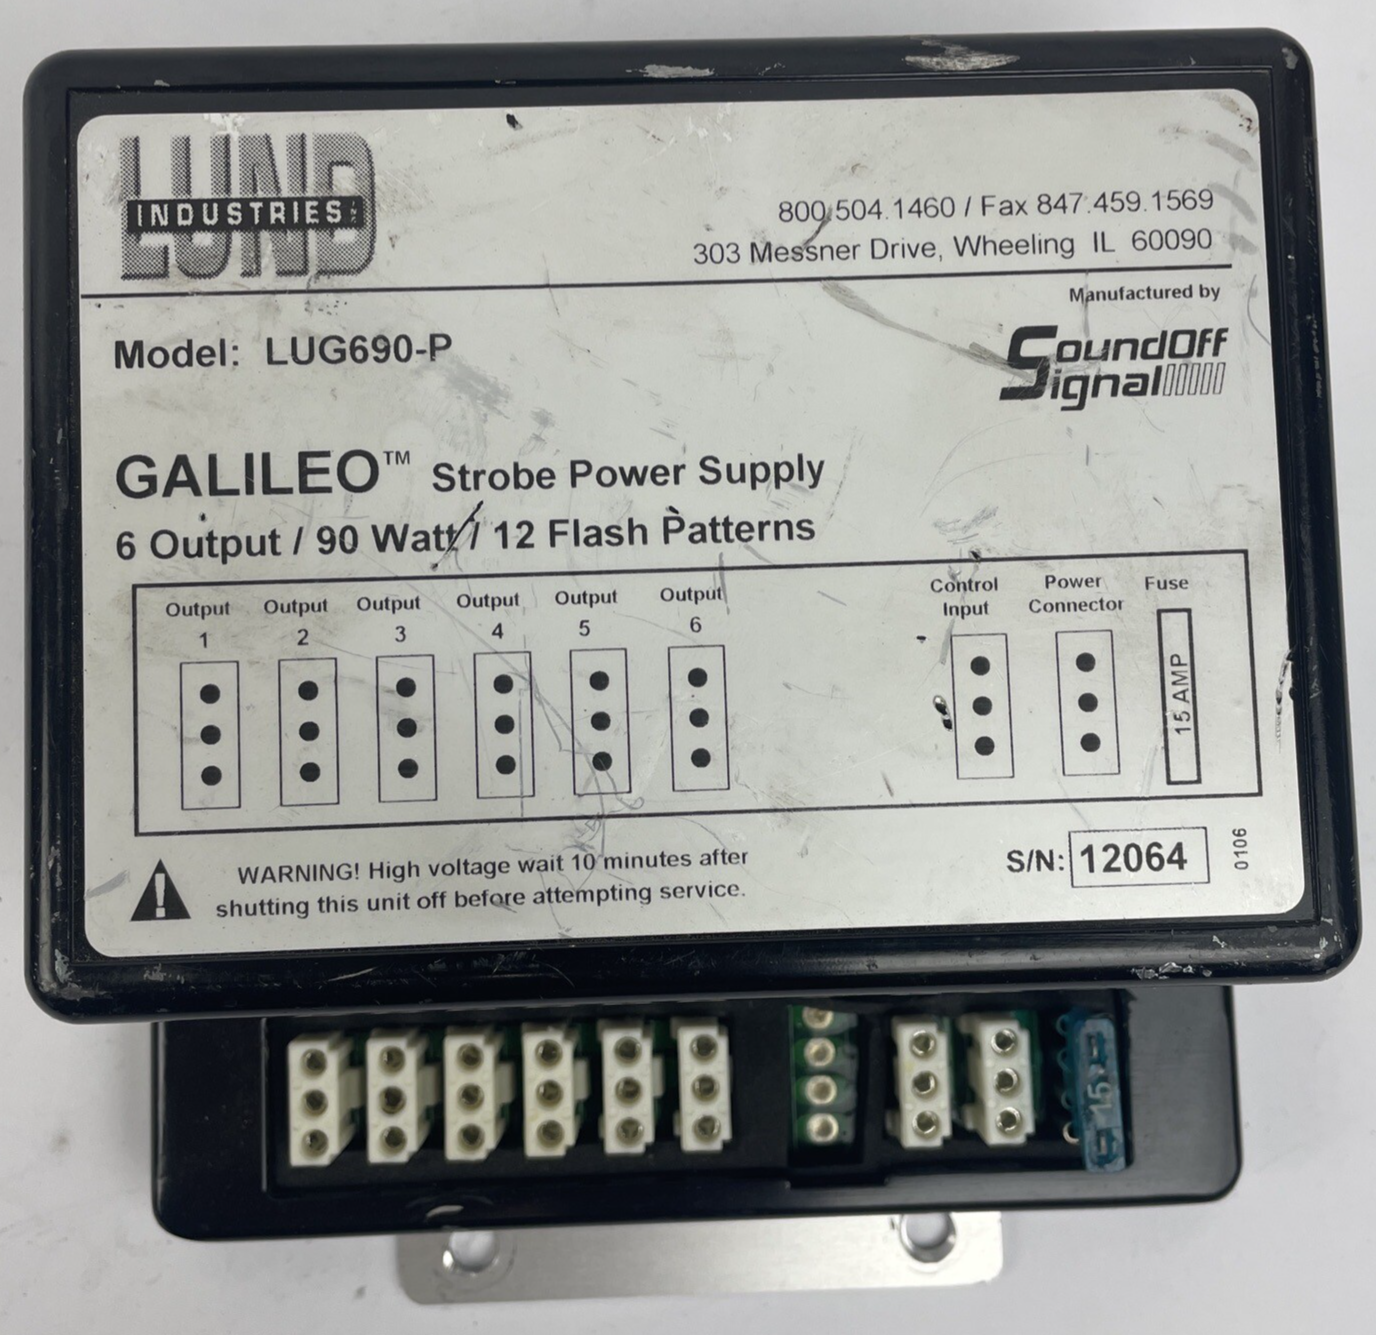 LUND
INDUSTRIES INC
800.504.1460 / Fax 847.459.1569
303 Messner Drive, Wheeling IL 60090
Manufactured by
SoundOff
Signal
Model: LUG690-P
GALILEO™ Strobe Power Supply
6 Output / 90 Watt / 12 Flash Patterns
Output 1
Output 2
Output 3
Output 4
Output 5
Output 6
Control Input
Power Connector
Fuse
15 AMP
WARNING! High voltage wait 10 minutes after
shutting this unit off before attempting service.
S/N: 12064
0106
15